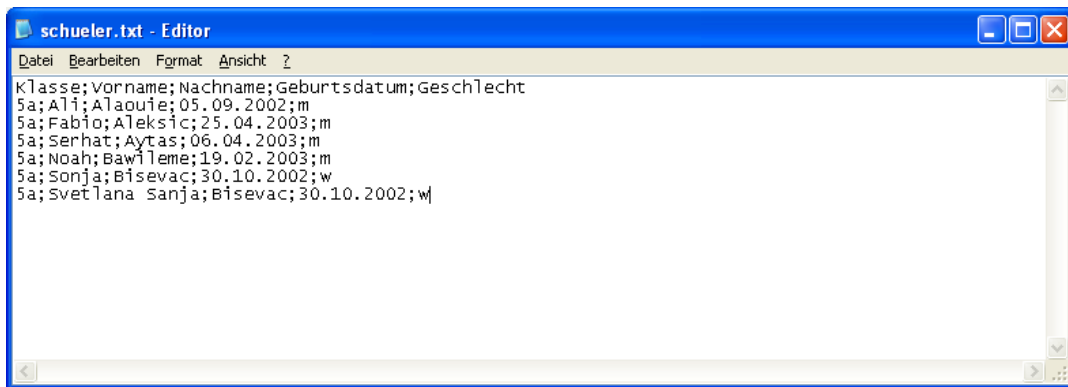 schueler.txt - Editor
Datei Bearbeiten Format Ansicht ?
Klasse;Vorname;Nachname;Geburtsdatum;Geschlecht
5a;Ali;Alaouie;05.09.2002;m
5a;Fabio;Aleksic;25.04.2003;m
5a;Serhat;Aytas;06.04.2003;m
5a;Noah;Bawileme;19.02.2003;m
5a;Sonja;Bisevac;30.10.2002;w
5a;Svetlana Sanja;Bisevac;30.10.2002;w